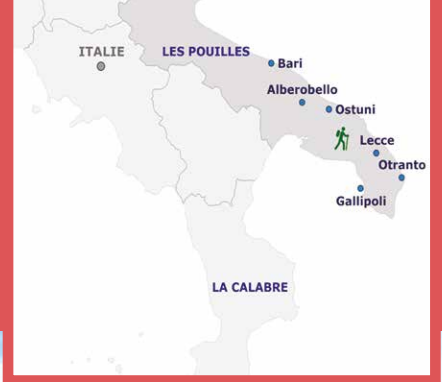 ITALIE
LES POUILLES
Bari
Alberobello
Ostuni
Lecce
Otranto
Gallipoli
LA CALABRE